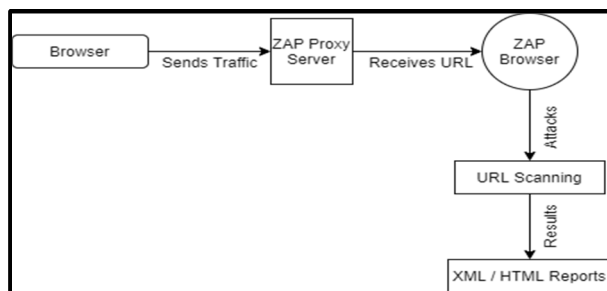 Browser
Sends Traffic
ZAP Proxy
Server
Receives URL
ZAP
Browser
Attacks
URL Scanning
Results
XML / HTML Reports